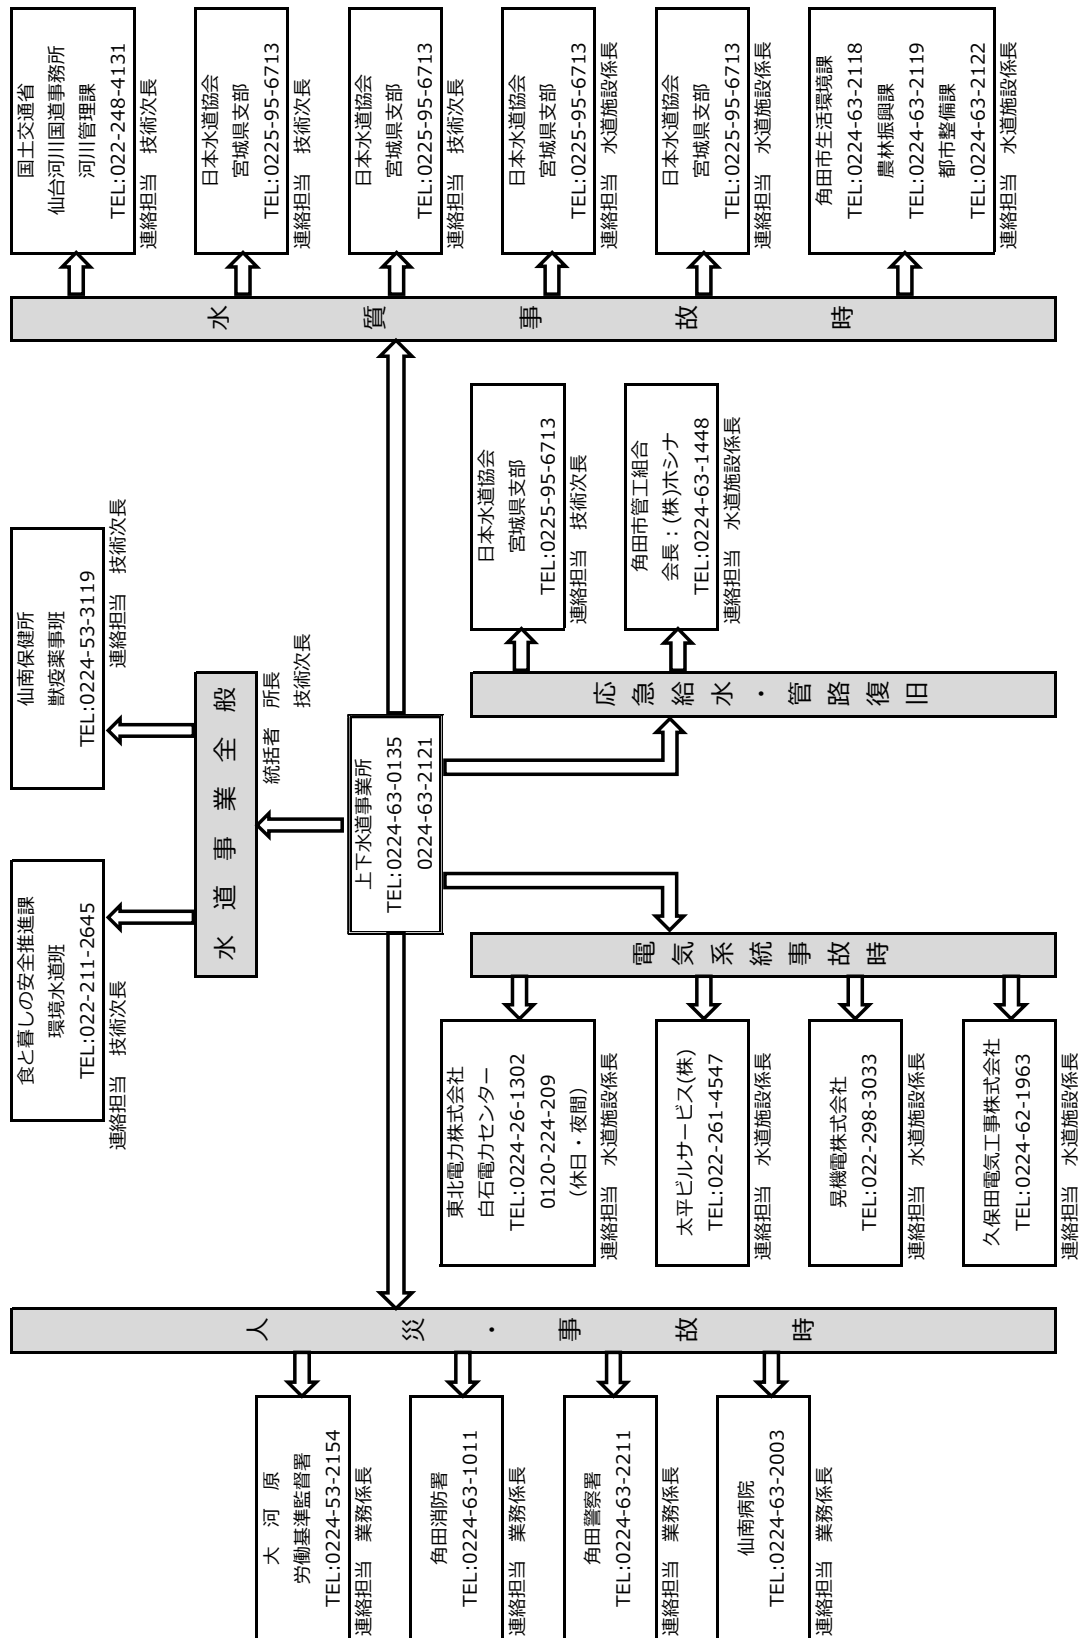 食と暮しの安全推進課
環境水道班
TEL:022-211-2645
連絡担当　技術次長
仙南保健所
獣疫薬事班
TEL:0224-53-3119
連絡担当　技術次長
水道事業全般
統括者　所長
技術次長
上下水道事業所
TEL:0224-63-0135
0224-63-2121
人災・事故時
大河原
労働基準監督署
TEL:0224-53-2154
連絡担当　業務係長
角田消防署
TEL:0224-63-1011
連絡担当　業務係長
角田警察署
TEL:0224-63-2211
連絡担当　業務係長
仙南病院
TEL:0224-63-2003
連絡担当　業務係長
電気系統事故時
東北電力株式会社
白石電力センター
TEL:0224-26-1302
0120-224-209
(休日・夜間)
連絡担当　水道施設係長
太平ビルサービス(株)
TEL:022-261-4547
連絡担当　水道施設係長
晃機電株式会社
TEL:022-298-3033
連絡担当　水道施設係長
久保田電気工事株式会社
TEL:0224-62-1963
連絡担当　水道施設係長
応急給水・管路復旧
日本水道協会
宮城県支部
TEL:0225-95-6713
連絡担当　技術次長
角田市管工組合
会長：(株)ホシナ
TEL:0224-63-1448
連絡担当　水道施設係長
水質事故時
国土交通省
仙台河川国道事務所
河川管理課
TEL:022-248-4131
連絡担当　技術次長
日本水道協会
宮城県支部
TEL:0225-95-6713
連絡担当　技術次長
日本水道協会
宮城県支部
TEL:0225-95-6713
連絡担当　技術次長
日本水道協会
宮城県支部
TEL:0225-95-6713
連絡担当　水道施設係長
日本水道協会
宮城県支部
TEL:0225-95-6713
連絡担当　水道施設係長
角田市生活環境課
TEL:0224-63-2118
農林振興課
TEL:0224-63-2119
都市整備課
TEL:0224-63-2122
連絡担当　水道施設係長